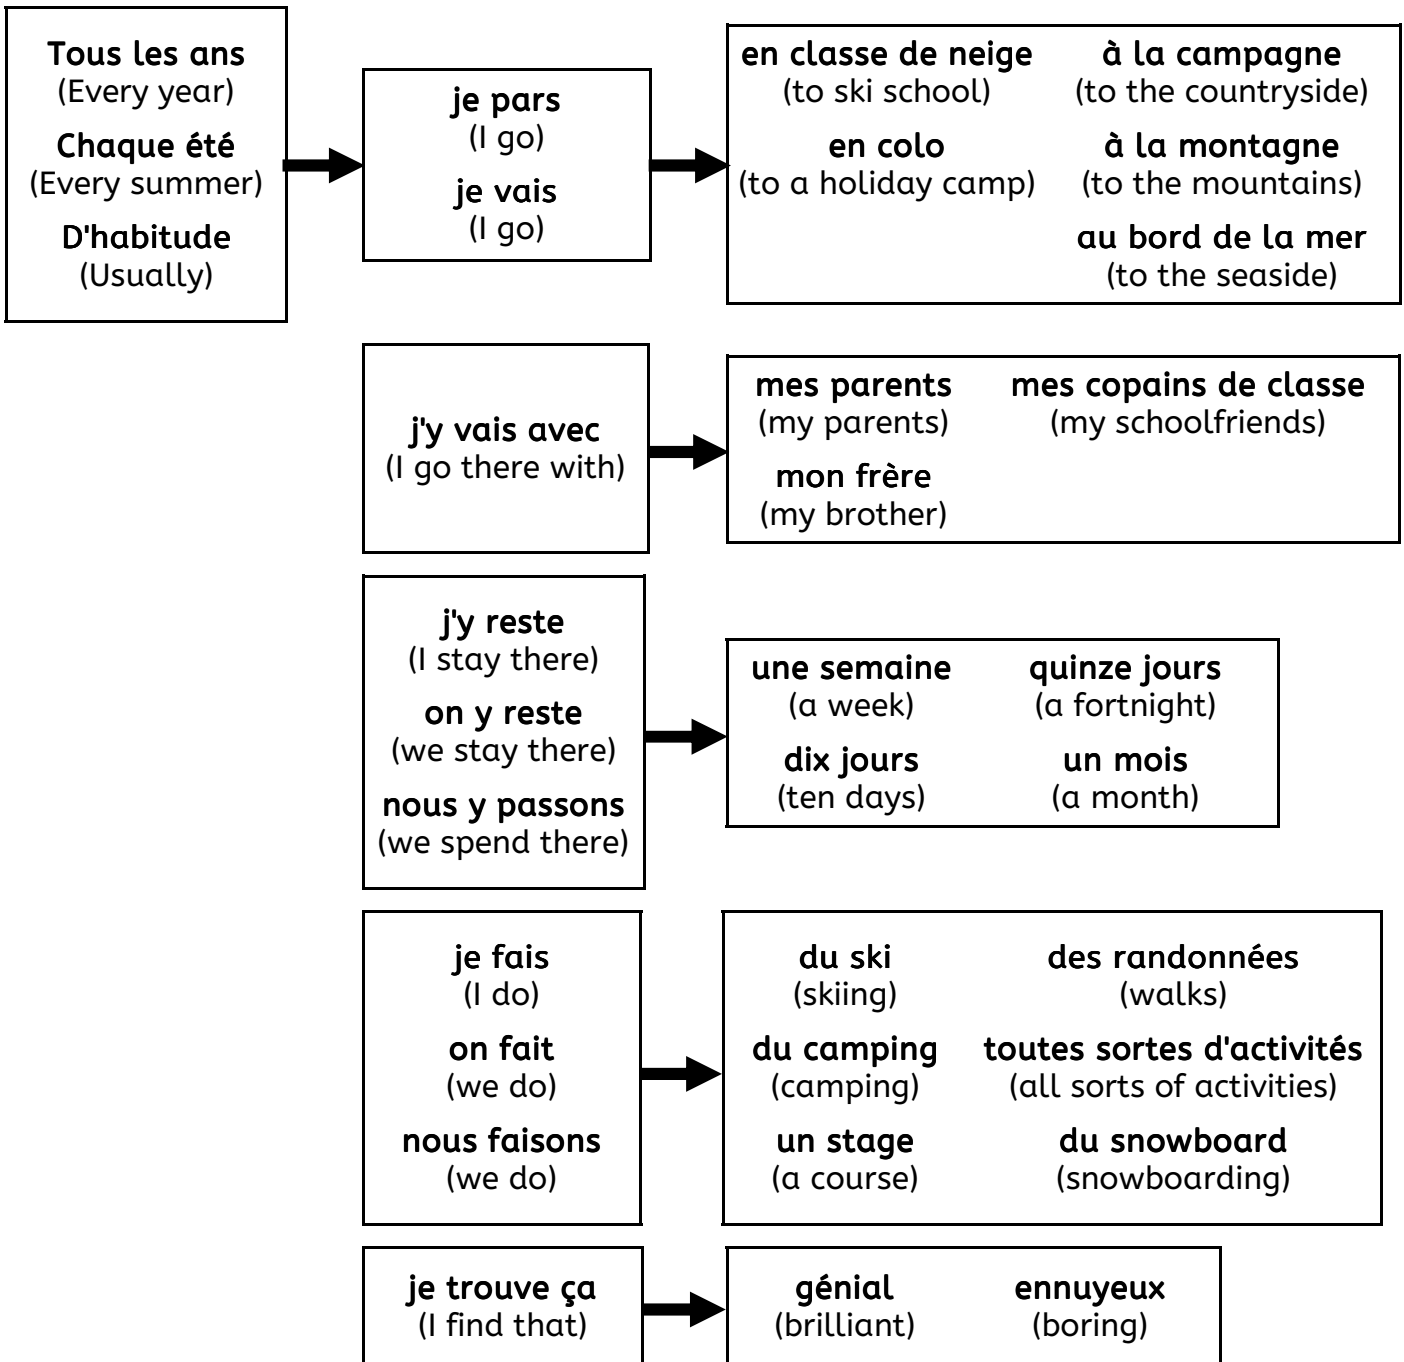 Tous les ans
(Every year)
Chaque été
(Every summer)
D'habitude
(Usually)
je pars
(I go)
je vais
(I go)
en classe de neige
(to ski school)
en colo
(to a holiday camp)
à la campagne
(to the countryside)
à la montagne
(to the mountains)
au bord de la mer
(to the seaside)
j'y vais avec
(I go there with)
mes parents
(my parents)
mon frère
(my brother)
mes copains de classe
(my schoolfriends)
j'y reste
(I stay there)
on y reste
(we stay there)
nous y passons
(we spend there)
une semaine
(a week)
dix jours
(ten days)
quinze jours
(a fortnight)
un mois
(a month)
je fais
(I do)
on fait
(we do)
nous faisons
(we do)
du ski
(skiing)
du camping
(camping)
un stage
(a course)
des randonnées
(walks)
toutes sortes d'activités
(all sorts of activities)
du snowboard
(snowboarding)
je trouve ça
(I find that)
génial
(brilliant)
ennuyeux
(boring)